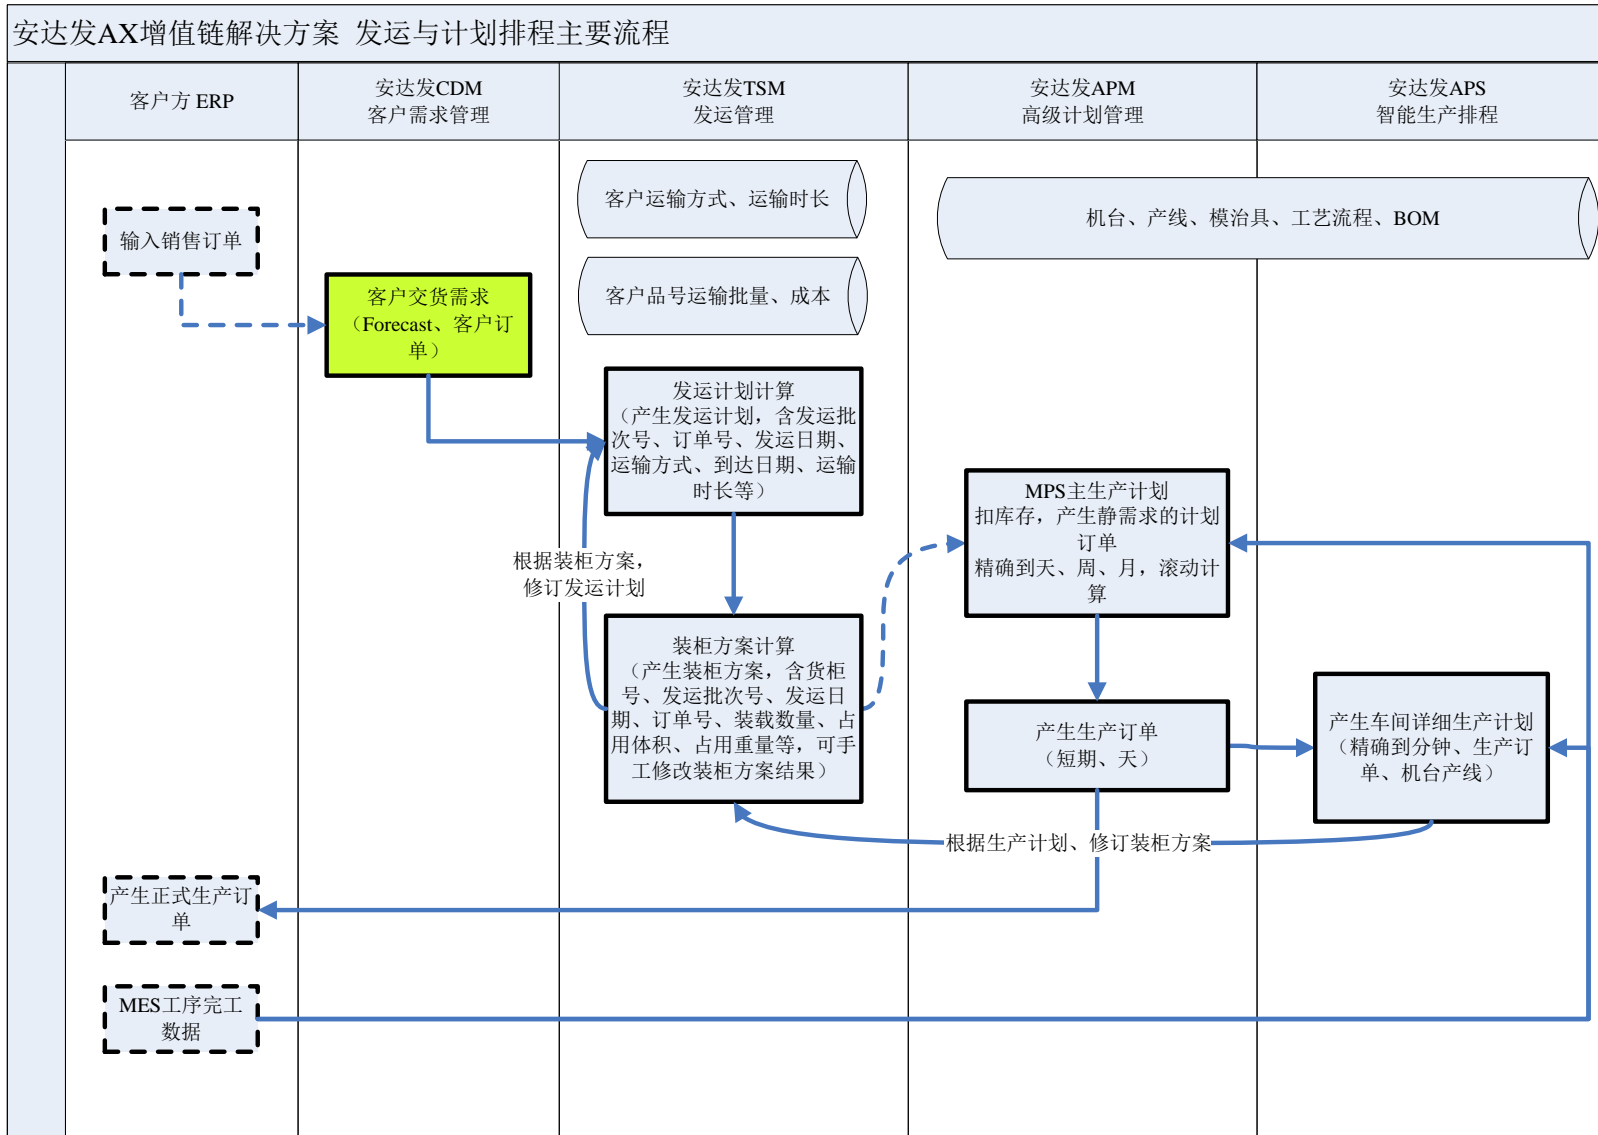 安达发AX增值链解决方案 发运与计划排程主要流程
客户方 ERP
安达发CDM
客户需求管理
安达发TSM
发运管理
安达发APM
高级计划管理
安达发APS
智能生产排程
输入销售订单
客户交货需求
（Forecast、客户订
单）
客户运输方式、运输时长
客户品号运输批量、成本
机台、产线、模治具、工艺流程、BOM
发运计划计算
（产生发运计划，含发运批
次号、订单号、发运日期、
运输方式、到达日期、运输
时长等）
根据装柜方案，
修订发运计划
装柜方案计算
（产生装柜方案，含货柜
号、发运批次号、发运日
期、订单号、装载数量、占
用体积、占用重量等，可手
工修改装柜方案结果）
MPS主生产计划
扣库存，产生静需求的计划
订单
精确到天、周、月，滚动计
算
产生生产订单
（短期、天）
产生车间详细生产计划
（精确到分钟、生产订
单、机台产线）
根据生产计划、修订装柜方案
产生正式生产订
单
MES工序完工
数据